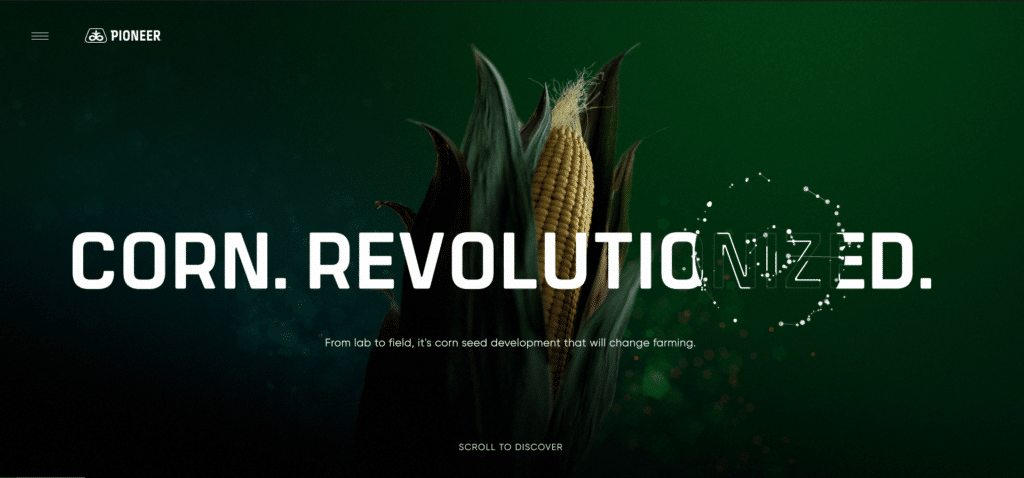 PIONEER
CORN. REVOLUTIONIZED.
From lab to field, it's corn seed development that will change farming.
SCROLL TO DISCOVER